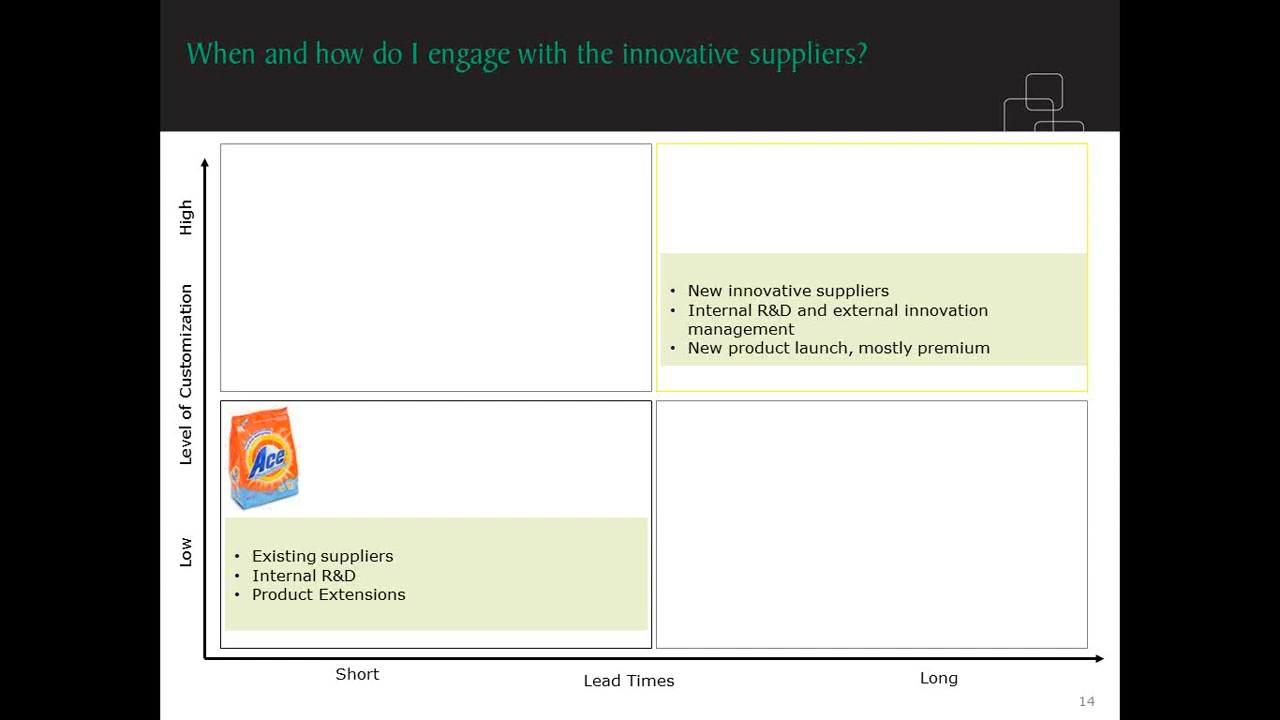 When and how do I engage with the innovative suppliers?
High
Level of Customization
Low
• New innovative suppliers
• Internal R&D and external innovation
management
• New product launch, mostly premium
Ace
• Existing suppliers
• Internal R&D
• Product Extensions
Short
Lead Times
Long
14